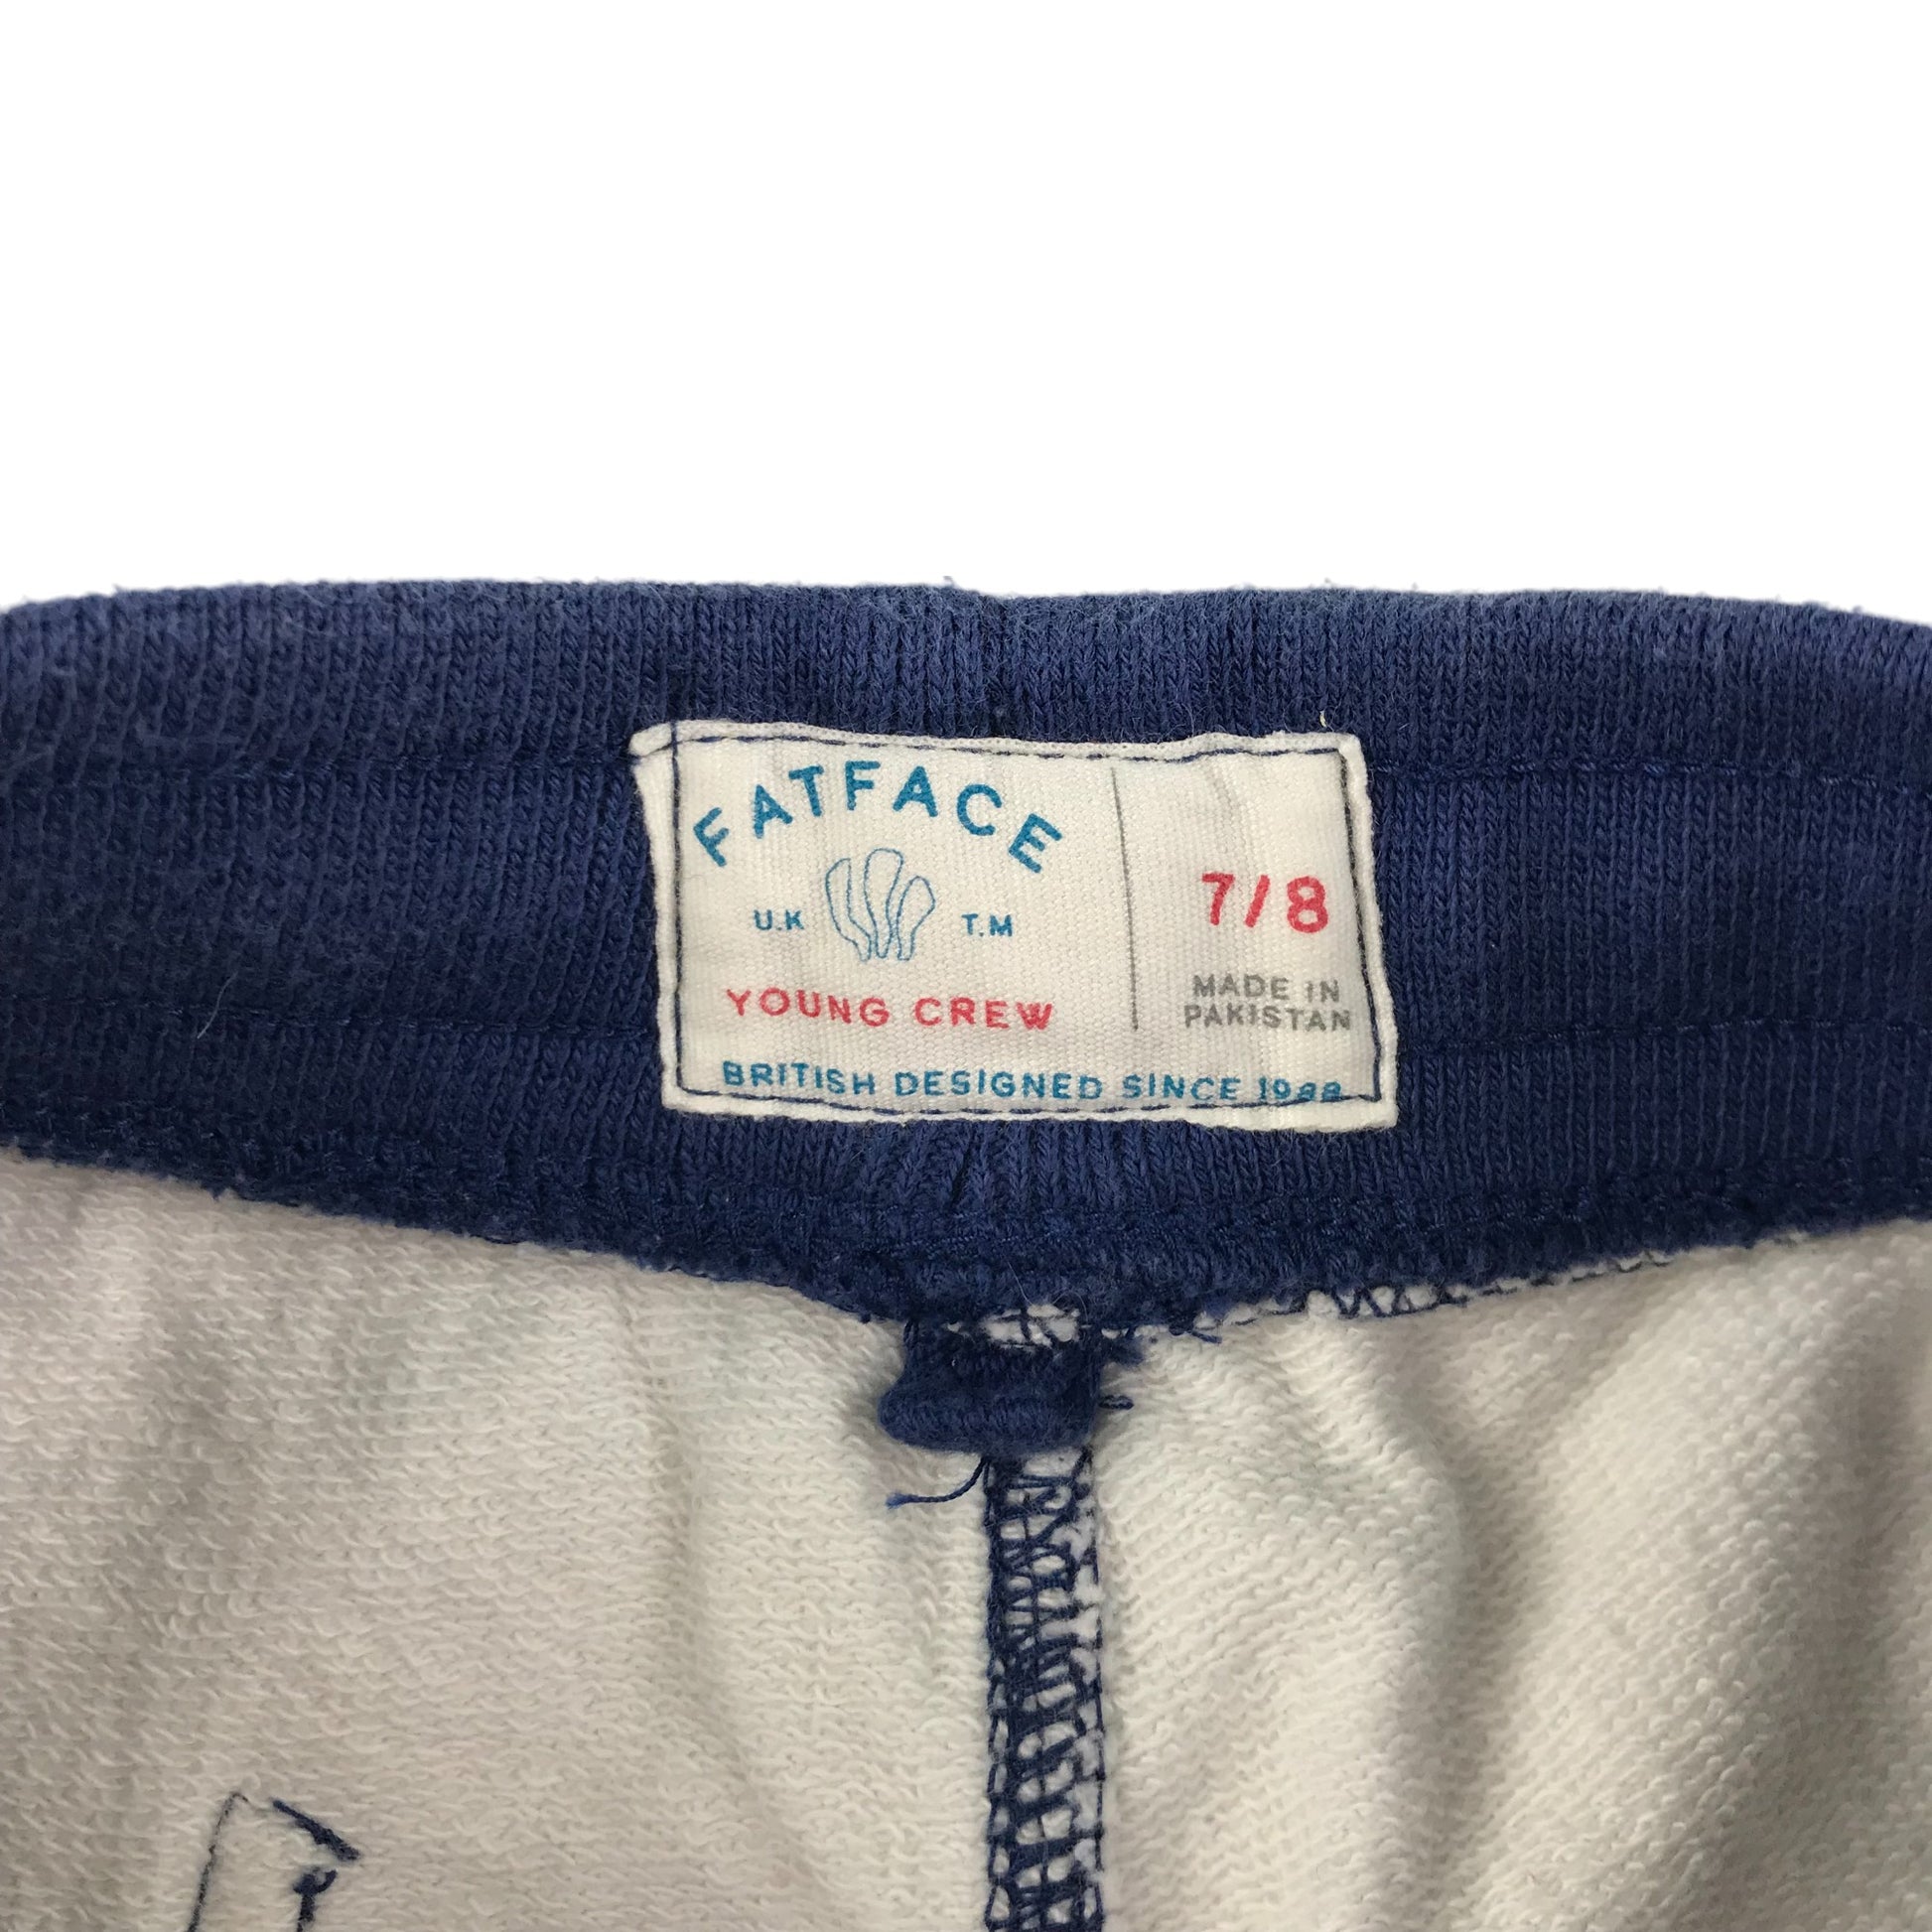 FATFACE
U.K T.M
YOUNG CREW
BRITISH DESIGNED SINCE 1988
7/8
MADE IN
PAKISTAN